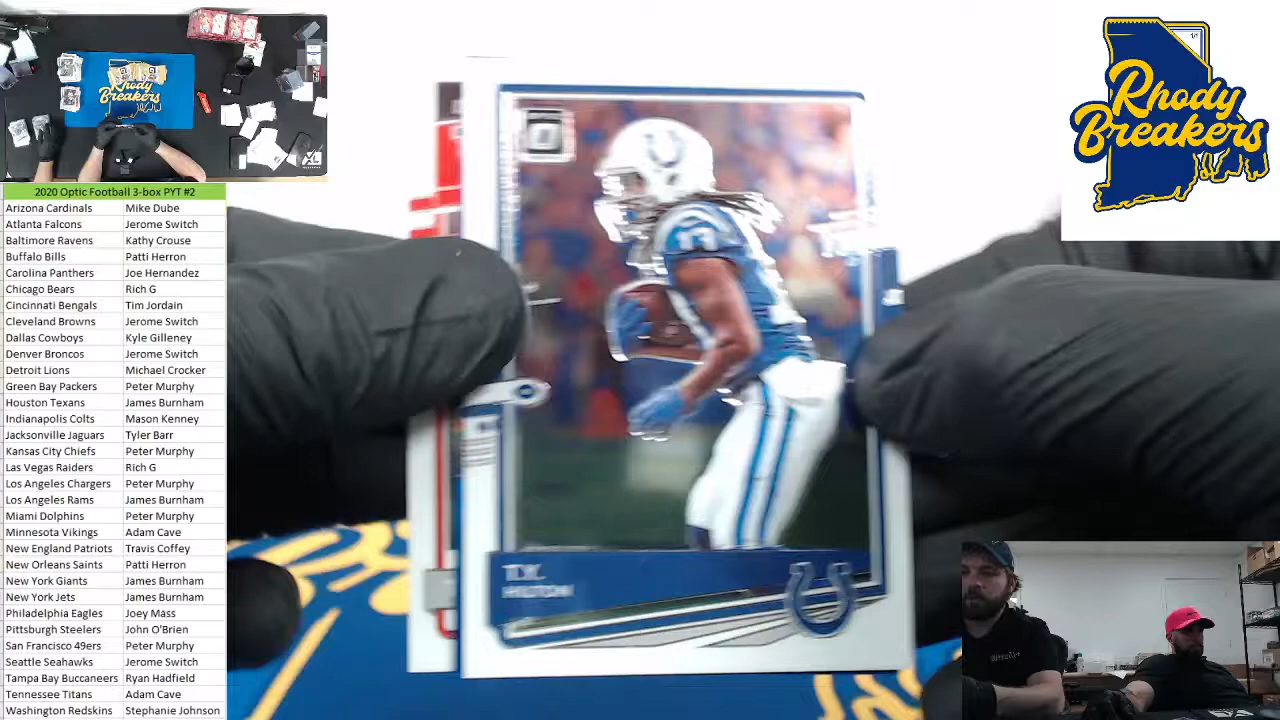 Rhody
Breakers
XL
2020 Optic Football 3-box PYT #2
Arizona Cardinals Mike Dube
Atlanta Falcons Jerome Switch
Baltimore Ravens Kathy Crouse
Buffalo Bills Patti Herron
Carolina Panthers Joe Hernandez
Chicago Bears Rich G
Cincinnati Bengals Tim Jordain
Cleveland Browns Jerome Switch
Dallas Cowboys Kyle Gilleney
Denver Broncos Jerome Switch
Detroit Lions Michael Crocker
Green Bay Packers Peter Murphy
Houston Texans James Burnham
Indianapolis Colts Mason Kenney
Jacksonville Jaguars Tyler Barr
Kansas City Chiefs Peter Murphy
Las Vegas Raiders Rich G
Los Angeles Chargers Peter Murphy
Los Angeles Rams James Burnham
Miami Dolphins Peter Murphy
Minnesota Vikings Adam Cave
New England Patriots Travis Coffey
New Orleans Saints Patti Herron
New York Giants James Burnham
New York Jets James Burnham
Philadelphia Eagles Joey Mass
Pittsburgh Steelers John O'Brien
San Francisco 49ers Peter Murphy
Seattle Seahawks Jerome Switch
Tampa Bay Buccaneers Ryan Hadfield
Tennessee Titans Adam Cave
Washington Redskins Stephanie Johnson
13
T.Y.
HILTON
1/1
Rhody
Breakers